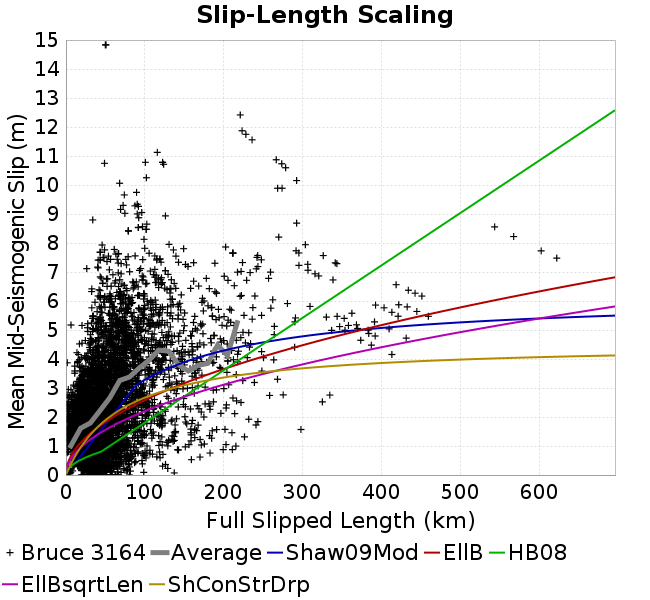 Slip-Length Scaling
Mean Mid-Seismogenic Slip (m)
15
14
13
12
11
10
9
8
7
6
5
4
3
2
1
0
0 100 200 300 400 500 600
Full Slipped Length (km)
Bruce 3164 Average Shaw09Mod EllB HB08
EllBsqrtLen ShConStrDrp